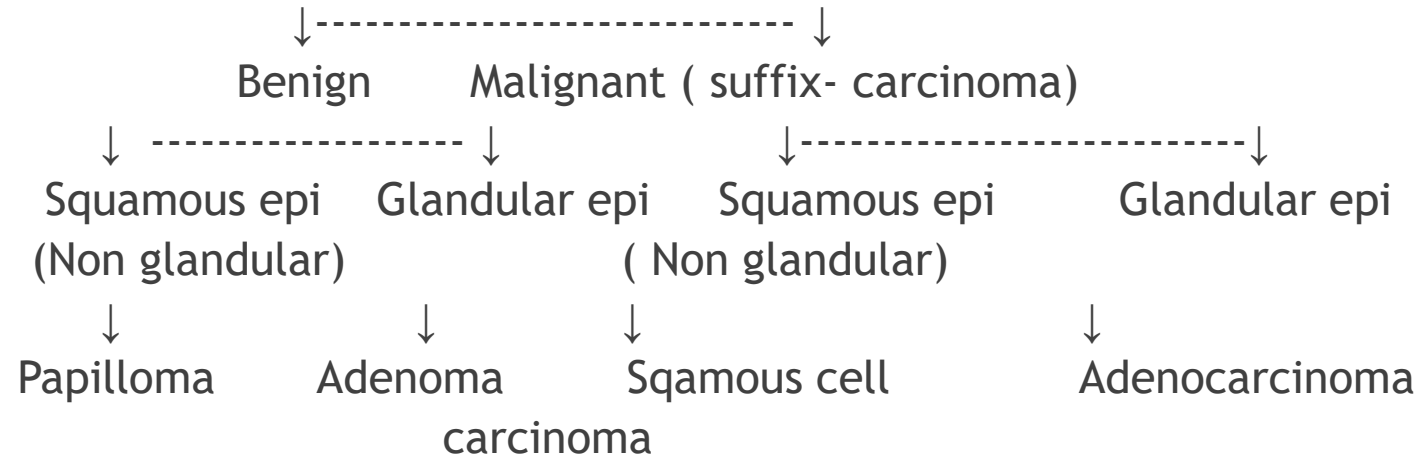 ↓----------------------------- ↓
Benign Malignant ( suffix- carcinoma)
↓ ------------------- ↓ ↓---------------------------↓
Squamous epi Glandular epi Squamous epi Glandular epi
(Non glandular) ( Non glandular)
↓ ↓ ↓ ↓
Papilloma Adenoma Sqamous cell Adenocarcinoma
carcinoma